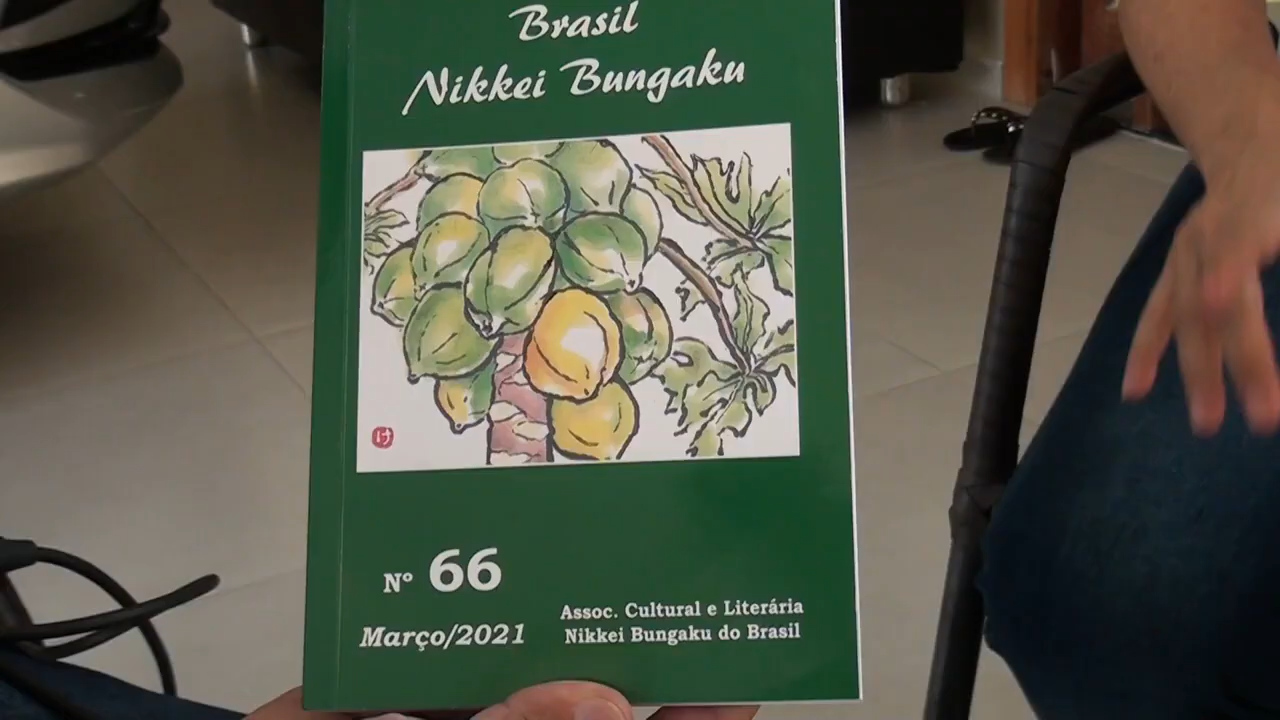 Brasil
Nikkei Bungaku
け
Nº 66
Março/2021
Assoc. Cultural e Literária
Nikkei Bungaku do Brasil